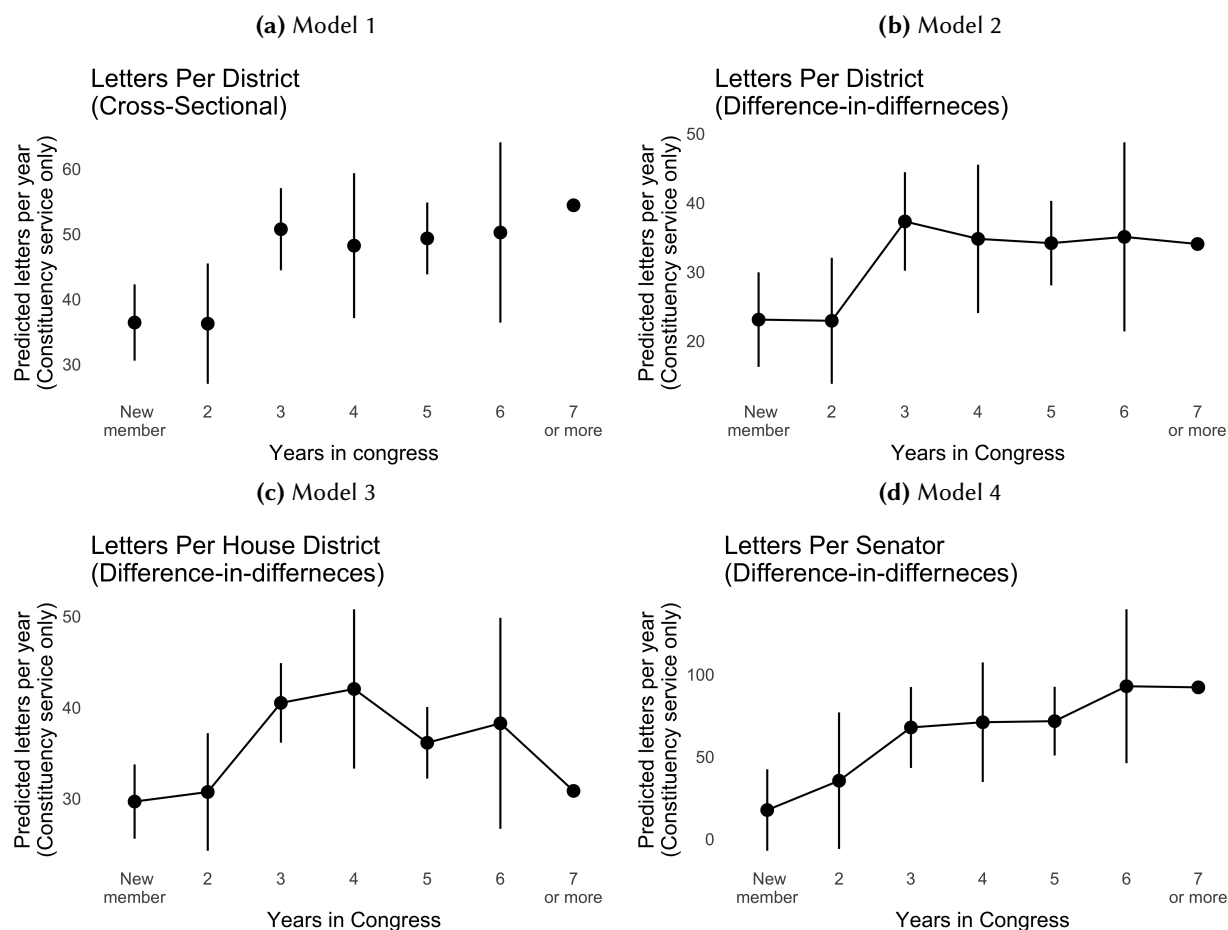 (a) Model 1
Letters Per District
(Cross-Sectional)
Predicted letters per year
(Constituency service only)
60
50
40
30
New
member
2
3
4
5
6
7
or more
Years in congress
(b) Model 2
Letters Per District
(Difference-in-differneces)
Predicted letters per year
(Constituency service only)
50
40
30
20
New
member
2
3
4
5
6
7
or more
Years in Congress
(c) Model 3
Letters Per House District
(Difference-in-differneces)
Predicted letters per year
(Constituency service only)
50
40
30
New
member
2
3
4
5
6
7
or more
Years in Congress
(d) Model 4
Letters Per Senator
(Difference-in-differneces)
Predicted letters per year
(Constituency service only)
100
50
0
New
member
2
3
4
5
6
7
or more
Years in Congress